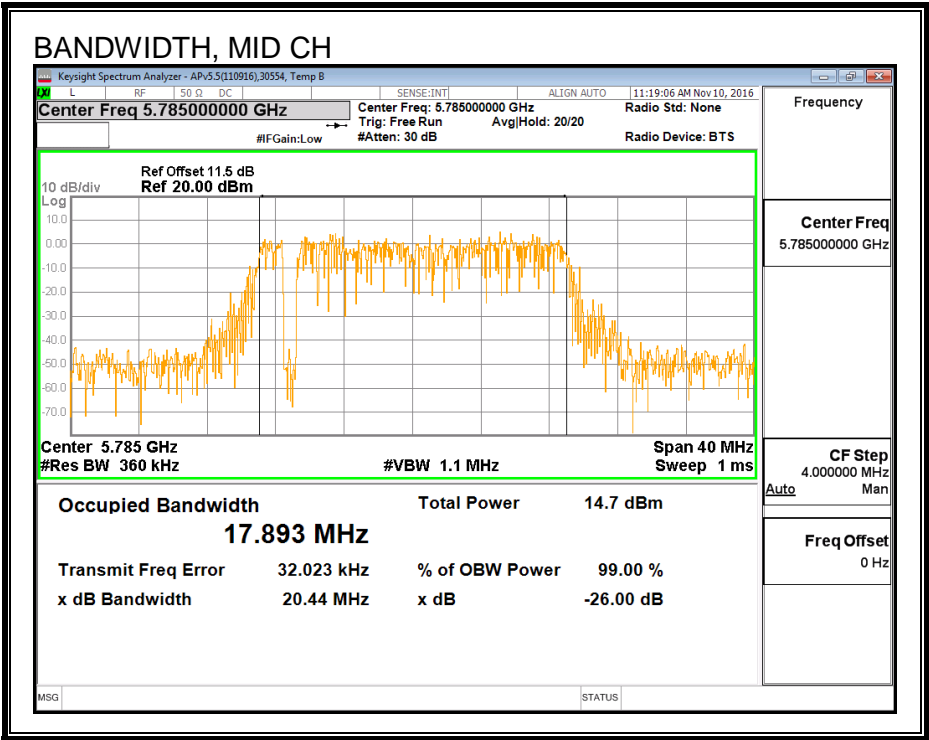 BANDWIDTH, MID CH
Keysight Spectrum Analyzer - APv5.5(110916),30554, Temp B
LXI L RF 50 Ω DC SENSE:INT ALIGN AUTO 11:19:06 AM Nov 10, 2016
Center Freq 5.785000000 GHz
Center Freq: 5.785000000 GHz Radio Std: None
Trig: Free Run Avg|Hold: 20/20
#IFGain:Low #Atten: 30 dB Radio Device: BTS
Ref Offset 11.5 dB
10 dB/div Ref 20.00 dBm
Log
10.0
0.00
-10.0
-20.0
-30.0
-40.0
-50.0
-60.0
-70.0
Center 5.785 GHz Span 40 MHz
#Res BW 360 kHz #VBW 1.1 MHz Sweep 1 ms
Occupied Bandwidth Total Power 14.7 dBm
17.893 MHz
Transmit Freq Error 32.023 kHz % of OBW Power 99.00 %
x dB Bandwidth 20.44 MHz x dB -26.00 dB
Frequency
Center Freq
5.785000000 GHz
CF Step
4.000000 MHz
Auto Man
Freq Offset
0 Hz
MSG STATUS